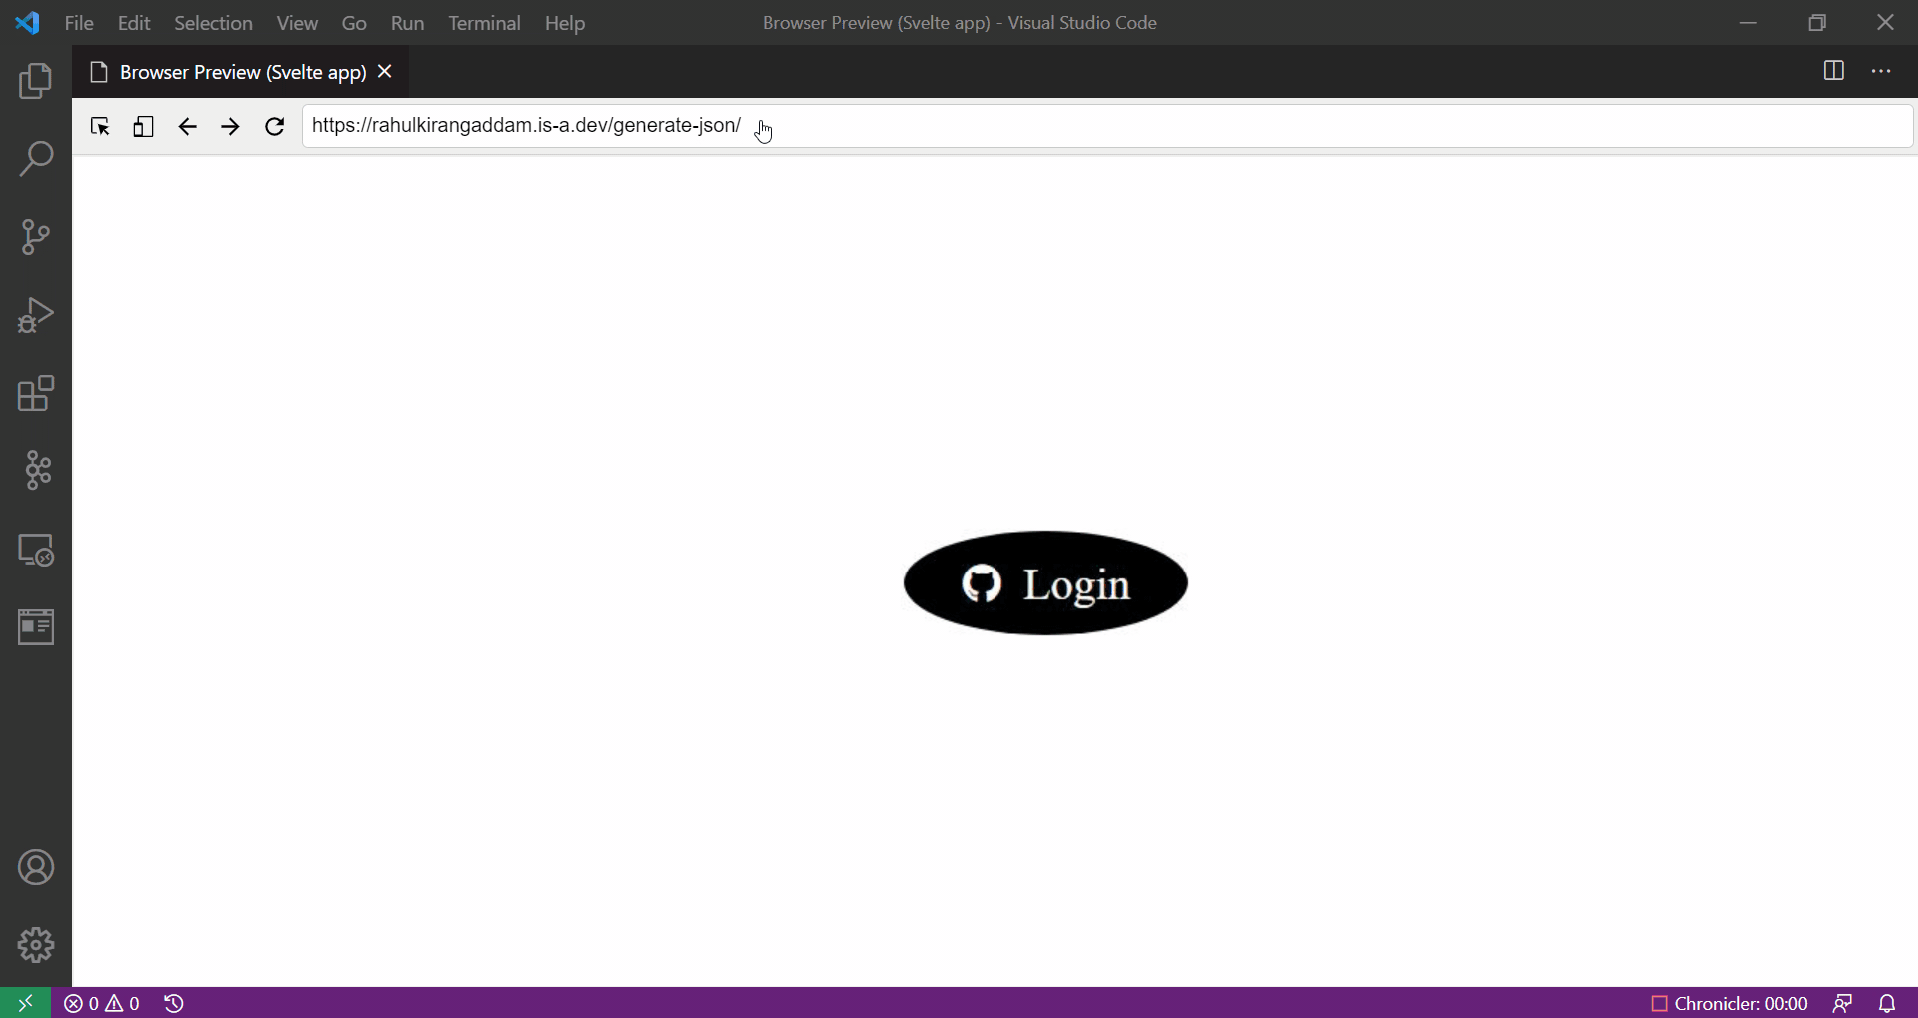 File Edit Selection View Go Run Terminal Help Browser Preview (Svelte app) - Visual Studio Code
Browser Preview (Svelte app)
https://rahulkirangaddam.is-a.dev/generate-json/
Login
0 0 Chronicler: 00:00